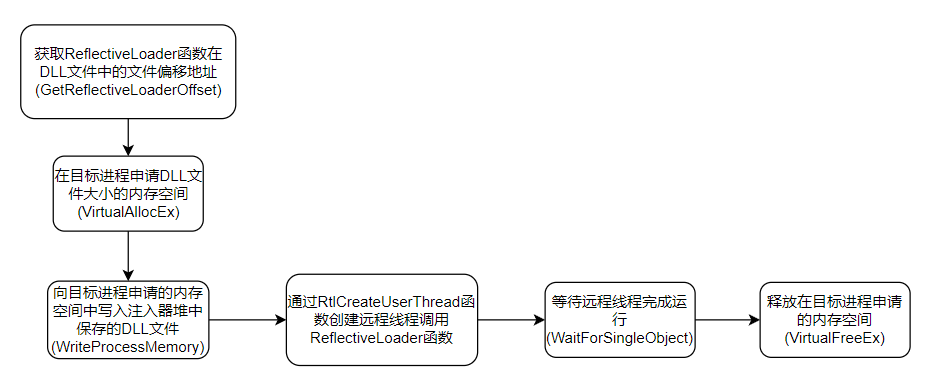 获取ReflectiveLoader函数在
DLL文件中的文件偏移地址
(GetReflectiveLoaderOffset)
在目标进程申请DLL文
件大小的内存空间
(VirtualAllocEx)
向目标进程申请的内存
空间中写入注入器堆中
保存的DLL文件
(WriteProcessMemory)
通过RtlCreateUserThread函
数创建远程线程调用
ReflectiveLoader函数
等待远程线程完成运
行
(WaitForSingleObject)
释放在目标进程申请
的内存空间
(VirtualFreeEx)